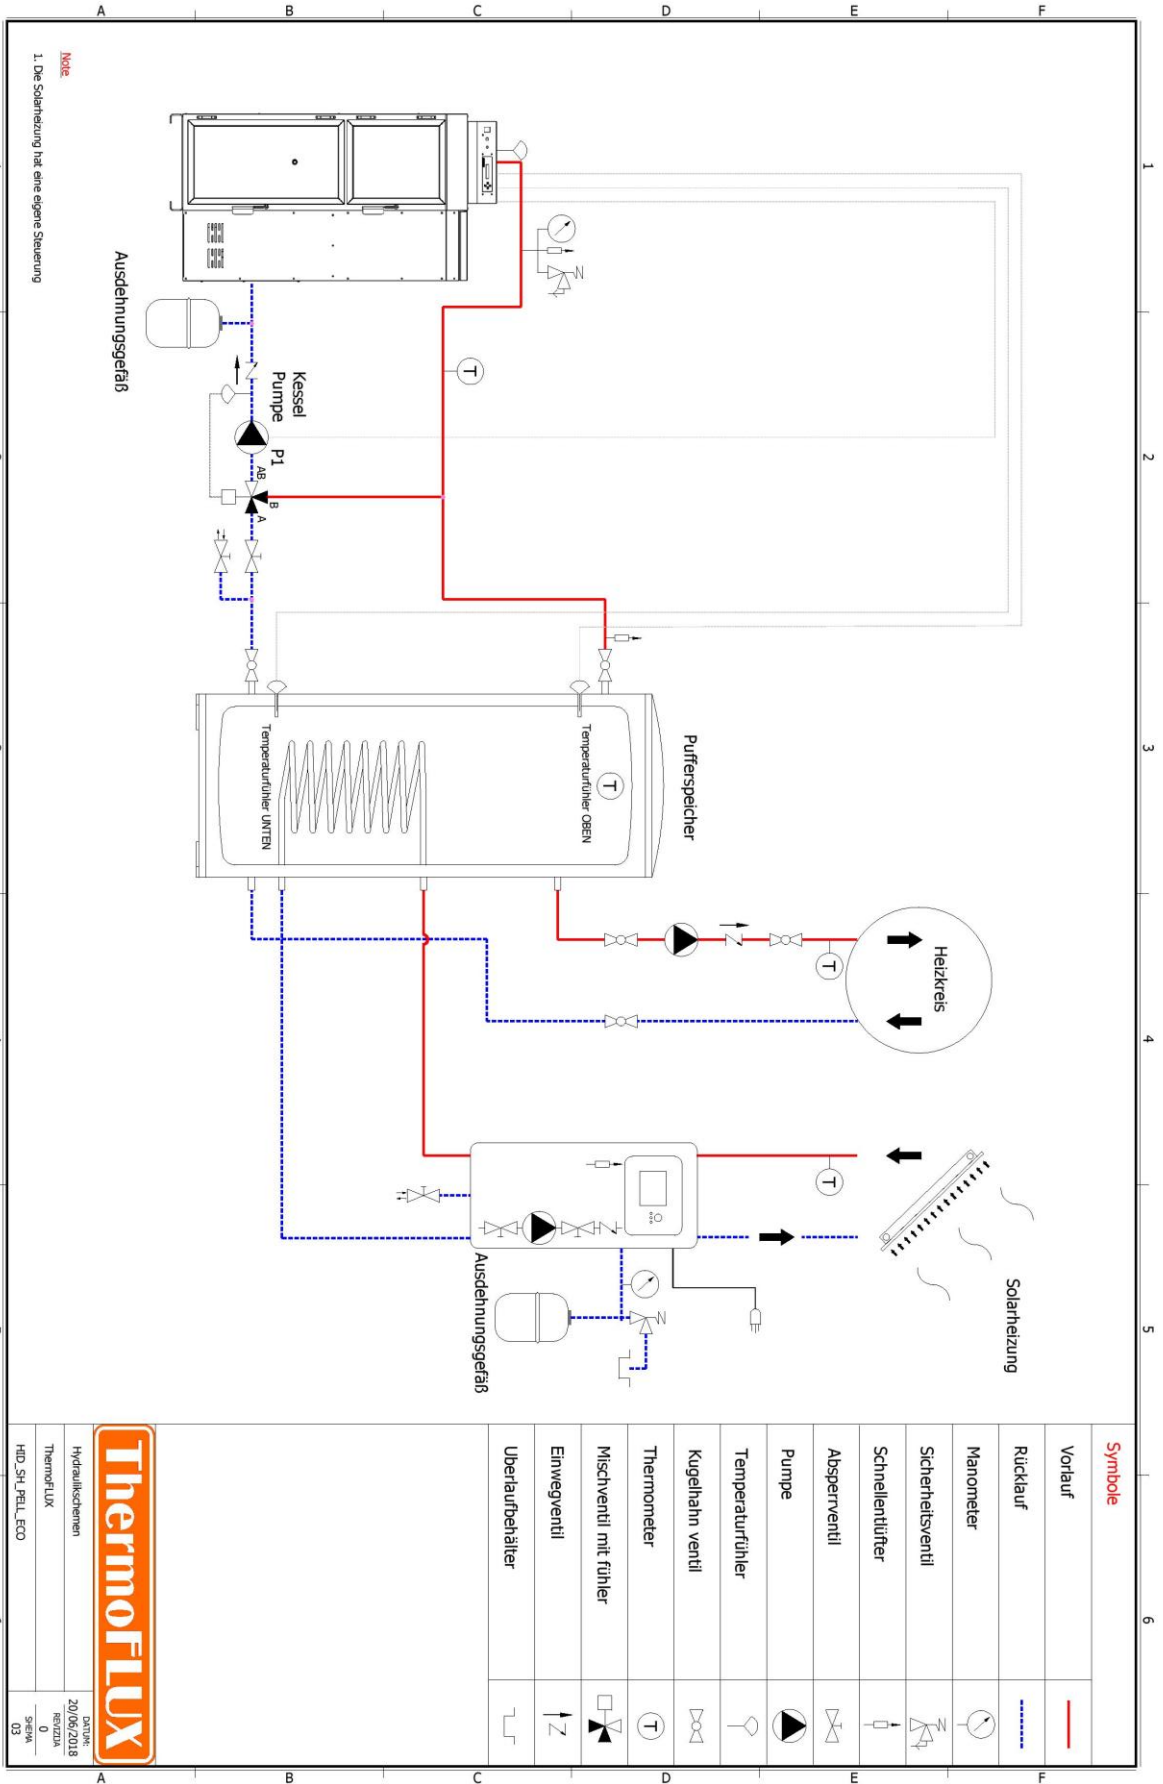 A B C D E F
1
2
3
4
5
6
Note
1. Die Solarheizung hat eine eigene Steuerung
Ausdehnungsgefäß
T
Kessel
Pumpe
P1
AB
B
A
Pufferspeicher
Temperaturfühler OBEN
T
Temperaturfühler UNTEN
Heizkreis
T
Solarheizung
T
Ausdehnungsgefäß
Symbole
Vorlauf
Rücklauf
Manometer
Sicherheitsventil
Schnellentlüfter
Absperrventil
Pumpe
Temperaturfühler
Kugelhahn ventil
Thermometer
T
Mischventil mit fühler
Einwegventil
Uberlaufbehälter
ThermoFLUX
Hydraulikschemen
DATUM:
20/06/2018
ThermoFLUX
REVIZIJA
0
HID_SH_PELL_ECO
SHEMA
03
A B C D E F